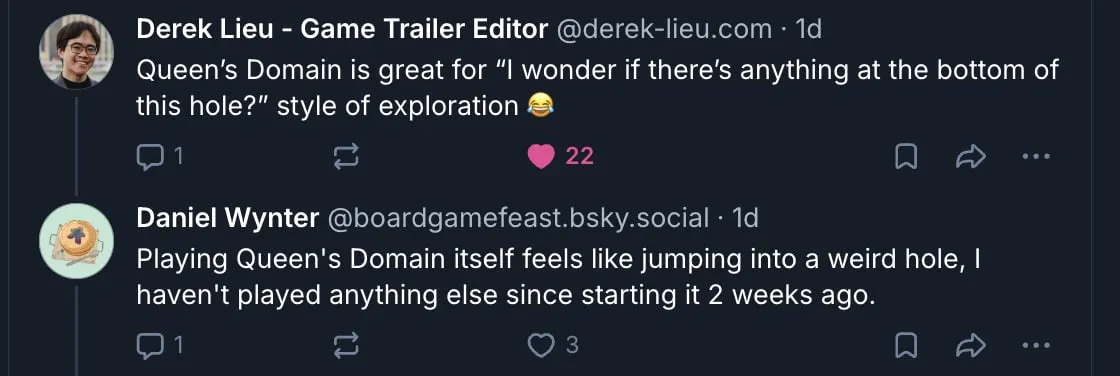 Derek Lieu - Game Trailer Editor @derek-lieu.com · 1d
Queen’s Domain is great for “I wonder if there’s anything at the bottom of
this hole?” style of exploration 😂
1 22
Daniel Wynter @boardgamefeast.bsky.social · 1d
Playing Queen's Domain itself feels like jumping into a weird hole, I
haven't played anything else since starting it 2 weeks ago.
1 3